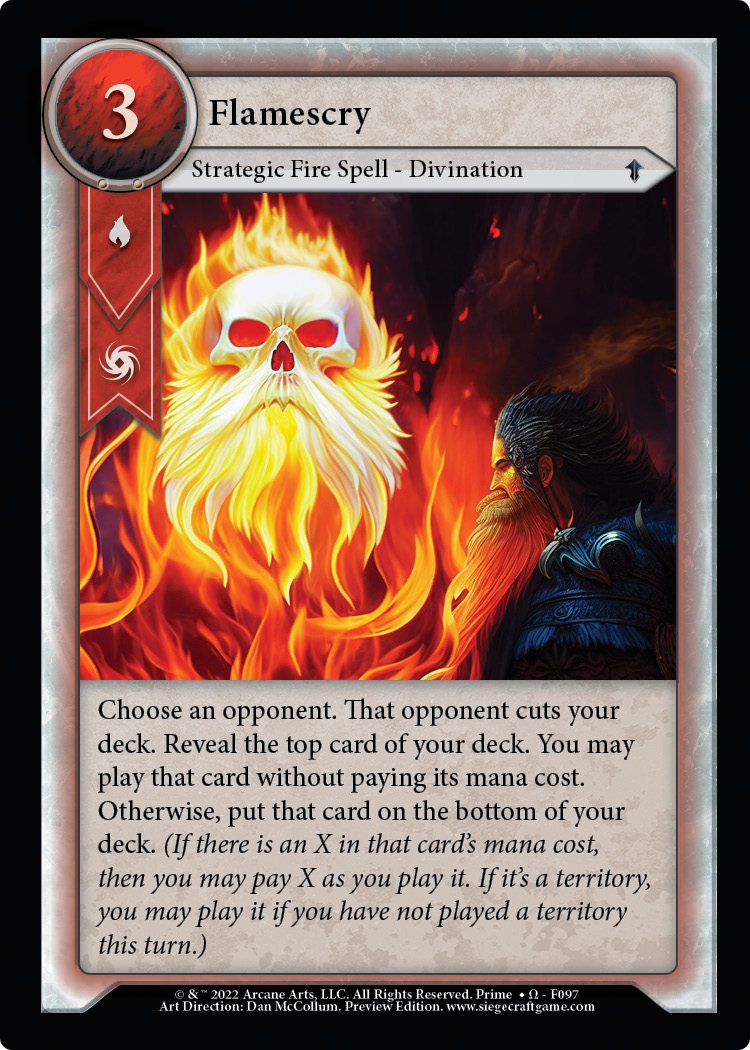 3
Flamescry
Strategic Fire Spell - Divination
Choose an opponent. That opponent cuts your
deck. Reveal the top card of your deck. You may
play that card without paying its mana cost.
Otherwise, put that card on the bottom of your
deck. (If there is an X in that card's mana cost,
then you may pay X as you play it. If it's a territory,
you may play it if you have not played a territory
this turn.)
© & ™ 2022 Arcane Arts, LLC. All Rights Reserved. Prime ⬩ Ω - F097
Art Direction: Dan McCollum. Preview Edition. www.siegecraftgame.com